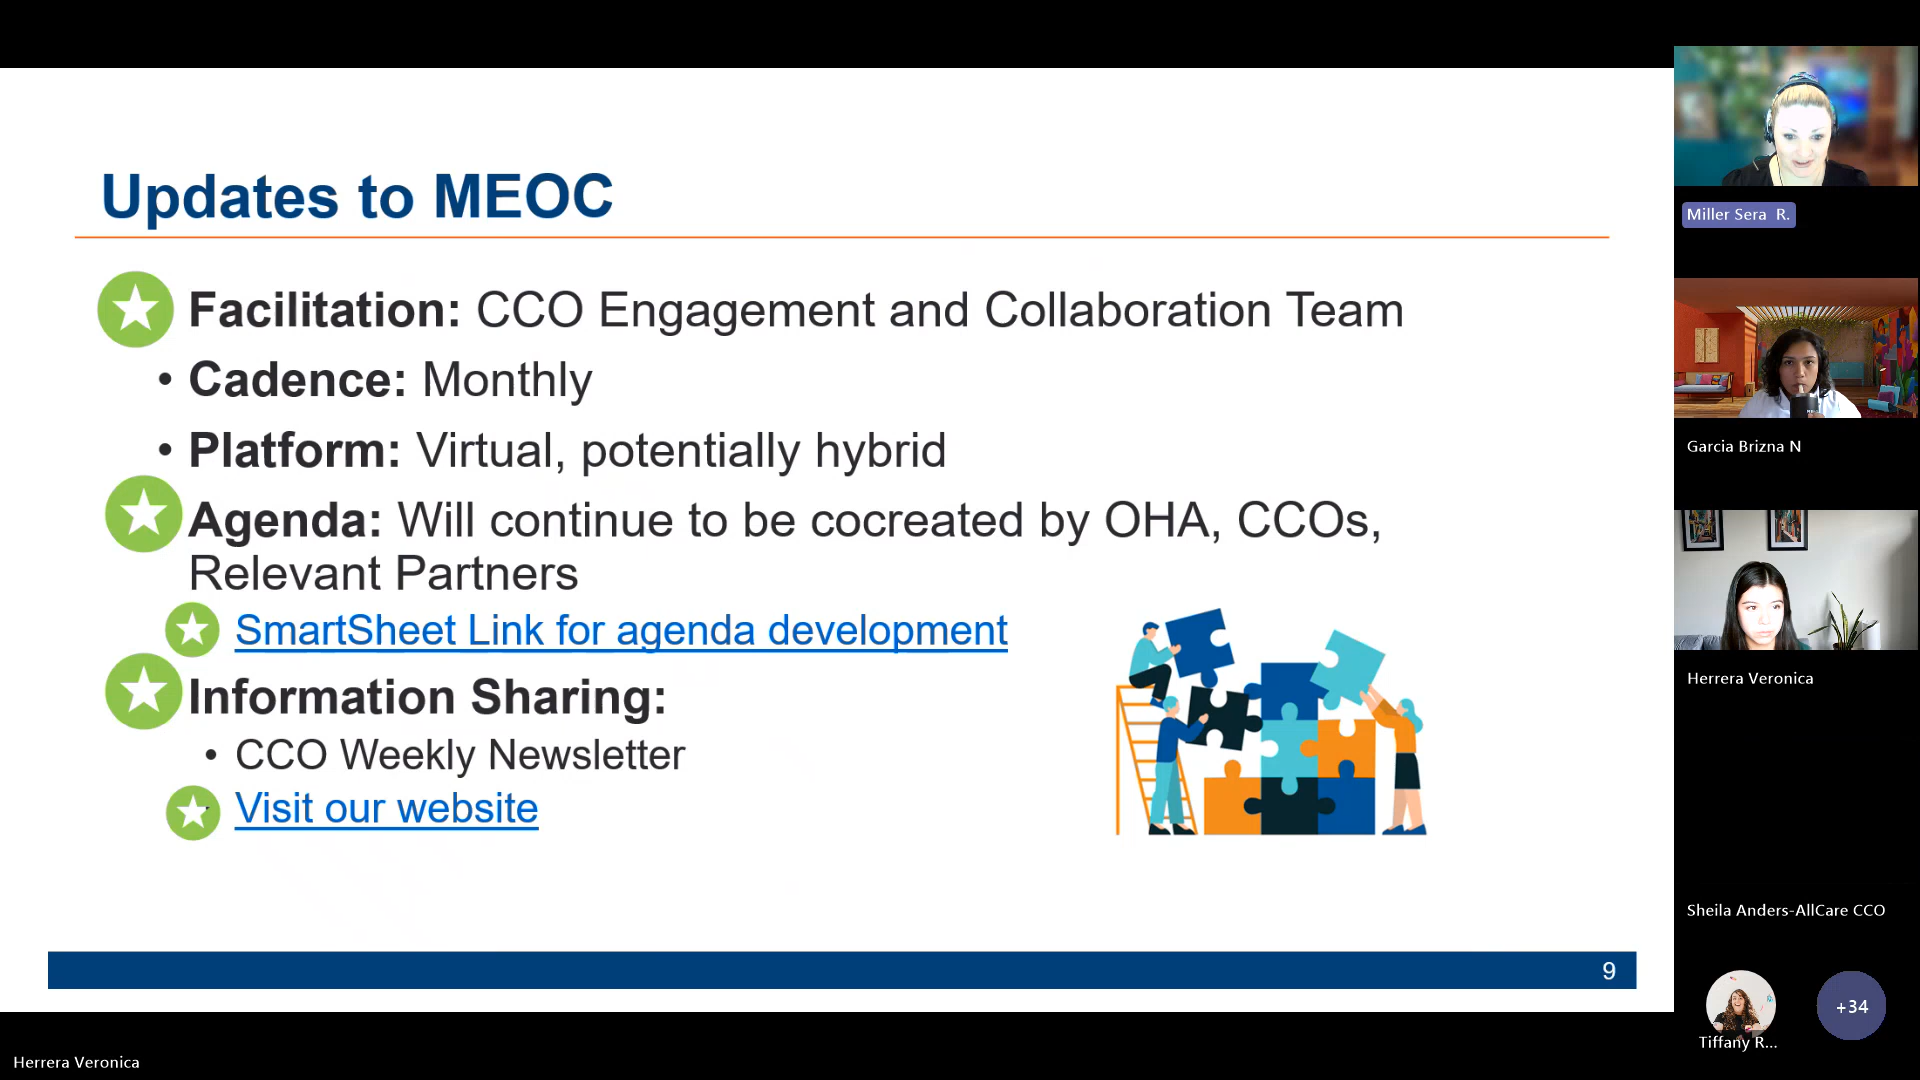 Updates to MEOC
Facilitation: CCO Engagement and Collaboration Team
• Cadence: Monthly
• Platform: Virtual, potentially hybrid
Agenda: Will continue to be cocreated by OHA, CCOs,
Relevant Partners
SmartSheet Link for agenda development
Information Sharing:
• CCO Weekly Newsletter
Visit our website
9
Miller Sera R.
Garcia Brizna N
Herrera Veronica
Sheila Anders-AllCare CCO
Tiffany R...
+34
Herrera Veronica